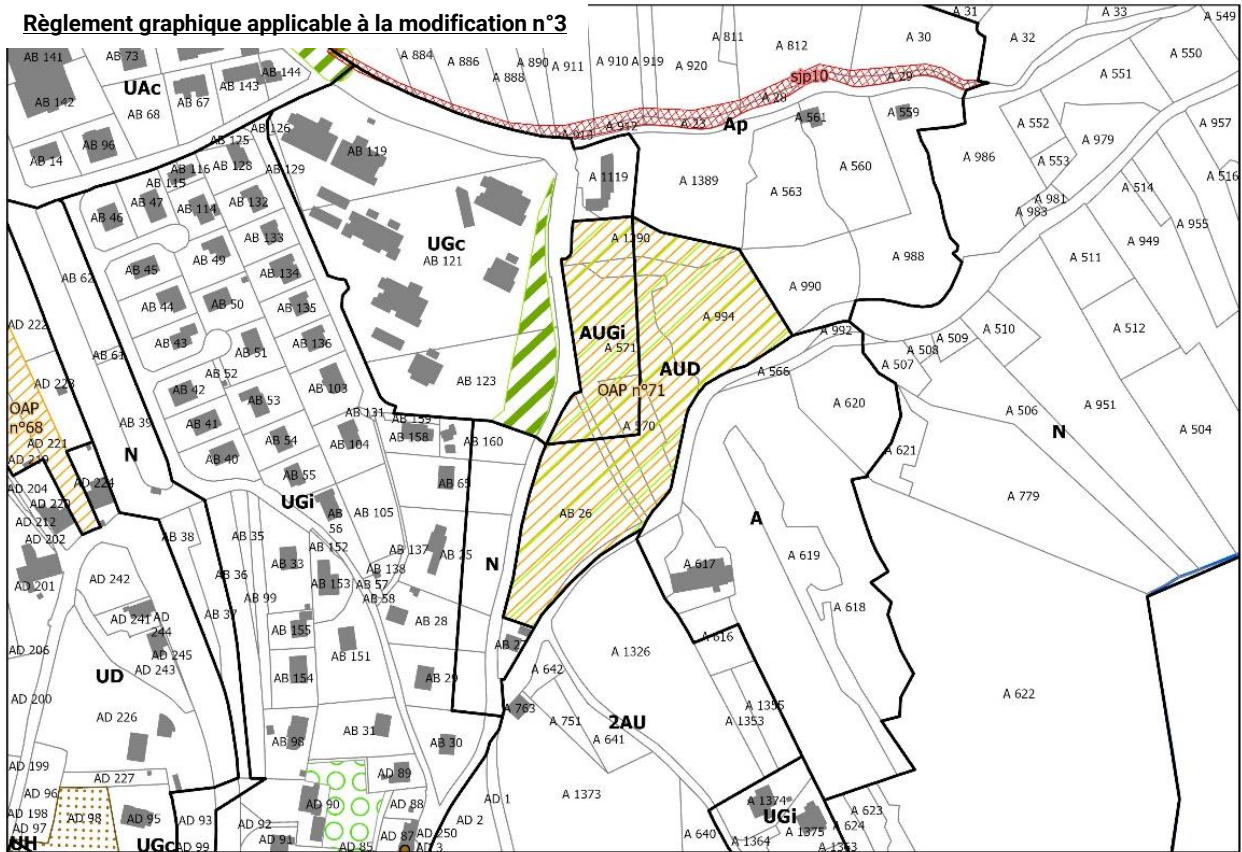 Règlement graphique applicable à la modification n°3
A 31
A 33
A 549
A 811
A 812
A 30
A 32
AB 141
AB 73
AB 144
A 884
A 886
A 888
A 890
A 911
A 910
A 919
A 920
A 550
A 551
UAc
AB 67
AB 143
sjp10
A 29
AB 142
AB 68
A 28
A 23
Ap
A 561
A 559
A 552
A 979
A 957
AB 14
AB 96
AB 125
AB 126
AB 119
AB 116
AB 128
AB 129
AB 115
A 1119
A 1389
A 560
A 986
A 553
A 516
A 563
A 514
A 981
A 983
A 955
AB 46
AB 47
AB 114
AB 132
AB 133
UGc
AB 121
A 1390
A 949
AB 62
AB 49
AB 45
AB 134
A 988
A 511
A 990
AB 44
AB 50
AB 135
A 994
AD 222
AUGi
A 571
A 992
A 510
A 512
A 509
A 508
A 507
AB 43
AB 51
AB 136
AB 61
AB 52
AUD
A 566
AD 223
AB 42
AB 53
AB 103
AB 123
OAP n°71
OAP
n°68
AB 39
AB 41
AB 131
AB 159
A 620
A 506
A 951
A 504
N
AD 221
AB 54
AB 104
AB 158
AB 160
A 570
A 621
N
AD 219
AB 40
AD 204
AD 224
AB 55
AB 65
AD 220
UGi
A 779
AD 212
AB 56
AB 105
AB 26
A
AD 202
AB 38
AB 35
AB 152
AB 137
AB 25
A 619
N
AD 201
AD 242
AB 36
AB 33
AB 138
A 617
AB 153
AB 57
AB 58
AB 99
AB 37
AD 241
AD 244
AB 28
A 618
AB 155
A 616
AD 206
AD 245
AB 151
A 1326
AD 243
AB 154
A 642
UD
AB 29
A 622
AD 200
A 763
A 1355
AD 226
A 751
2AU
A 1353
AB 98
AB 31
AB 30
A 641
AD 199
AD 227
AD 89
AD 96
AD 90
AD 88
AD 1
A 1373
A 1374
A 623
AD 198
AD 98
AD 95
AD 93
AD 92
AD 2
UGi
A 624
AD 97
AD 87
AD 250
A 640
A 1375
UH
UGc
AD 99
AD 91
AD 85
AD 3
A 1364
A 1363